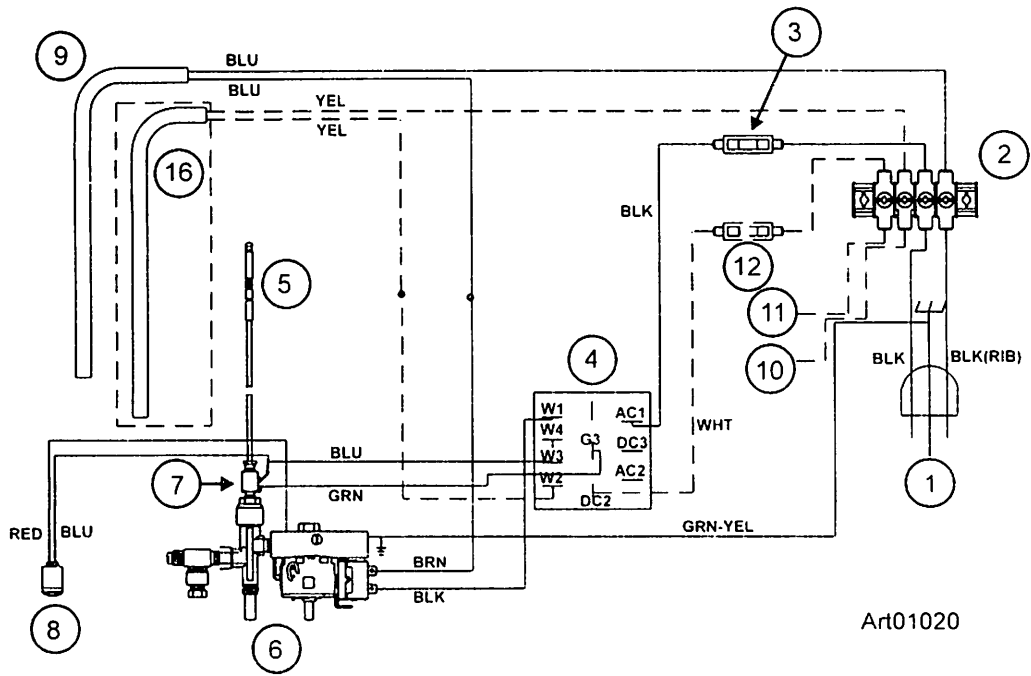 3
9
BLU
BLU
YEL
YEL
2
16
BLK
12
5
11
10
4
BLK
BLK(RIB)
W1
AC1
W4
G3
DC3
WHT
BLU
W3
AC2
7
W2
1
GRN
DC2
GRN-YEL
RED
BLU
BRN
BLK
8
6
Art01020